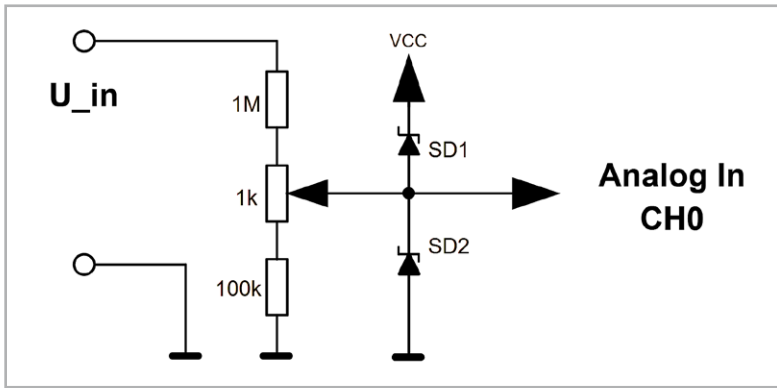 VCC
U_in
1M
SD1
1k
Analog In
CH0
SD2
100k